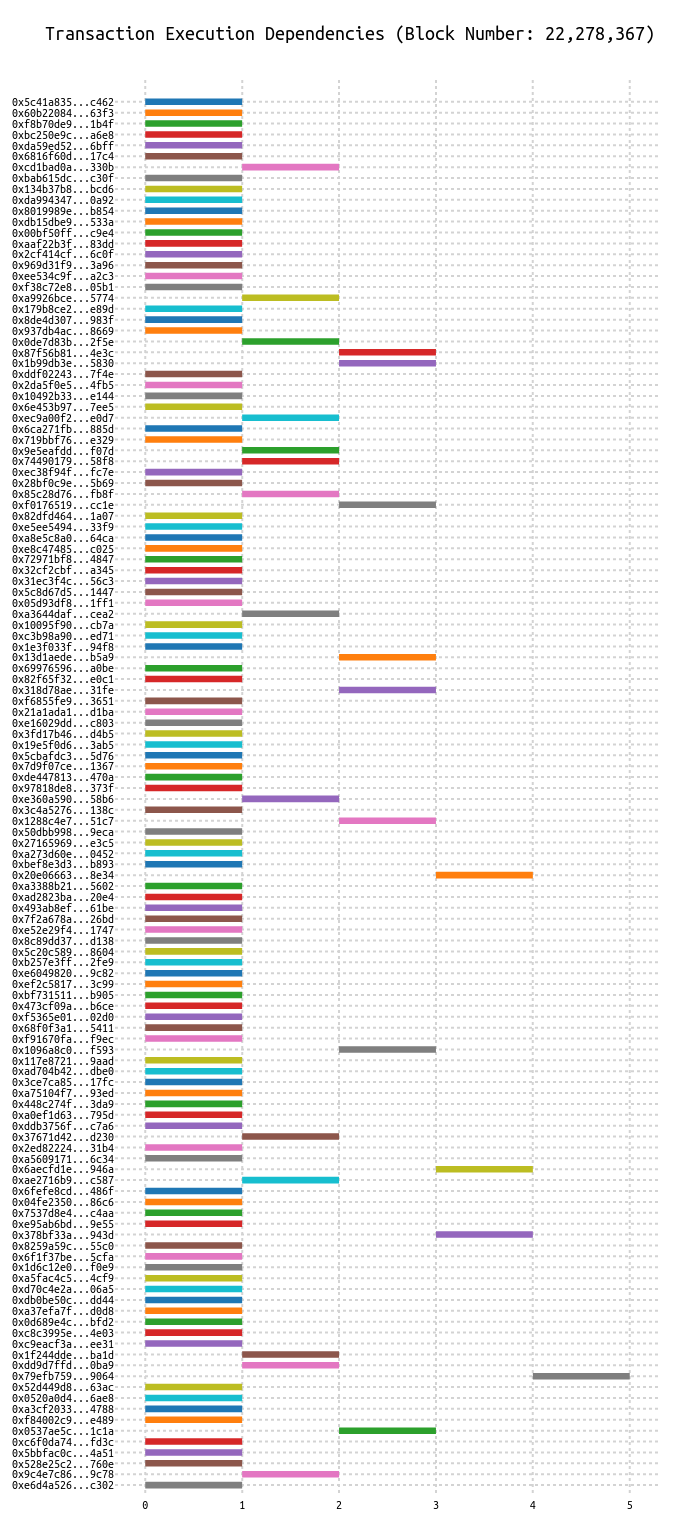 Transaction Execution Dependencies (Block Number: 22,278,367)
0x5c41a835...c462
0x60b22084...63f3
0xf8b70de9...1b4f
0xbc250e9c...a6e8
0xda59ed52...6bff
0x6816f60d...17c4
0xcd1bad0a...330b
0xbab615dc...c30f
0x134b37b8...bcd6
0xda994347...0a92
0x8019989e...b854
0xdb15dbe9...533a
0x00bf50ff...c9e4
0xaaf22b3f...83dd
0x2cf414cf...6c0f
0x969d31f9...3a96
0xee534c9f...a2c3
0xf38c72e8...05b1
0xa9926bce...5774
0x179b8ce2...e89d
0x8de4d307...983f
0x937db4ac...8669
0x0de7d83b...2f5e
0x87f56b81...4e3c
0x1b99db3e...5830
0xddf02243...7f4e
0x2da5f0e5...4fb5
0x10492b33...e144
0x6e453b97...7ee5
0xec9a00f2...e0d7
0x6ca271fb...885d
0x719bbf76...e329
0x9e5eafdd...f07d
0x74490179...58f8
0xec38f94f...fc7e
0x28bf0c9e...5b69
0x85c28d76...fb8f
0xf0176519...cc1e
0x82dfd464...1a07
0xe5ee5494...33f9
0xa8e5c8a0...64ca
0xe8c47485...c025
0x72971bf8...4847
0x32cf2cbf...a345
0x31ec3f4c...56c3
0x5c8d67d5...1447
0x05d93df8...1ff1
0xa3644daf...cea2
0x10095f90...cb7a
0xc3b98a90...ed71
0x1e3f033f...94f8
0x13d1aede...b5a9
0x69976596...a0be
0x82f65f32...e0c1
0x318d78ae...31fe
0xf6855fe9...3651
0x21a1ada1...d1ba
0xe16029dd...c803
0x3fd17b46...d4b5
0x19e5f0d6...3ab5
0x5cbafdc3...5d76
0x7d9f07ce...1367
0xde447813...470a
0x97818de8...373f
0xe360a590...58b6
0x3c4a5276...138c
0x1288c4e7...51c7
0x50dbb998...9eca
0x27165969...e3c5
0xa273d60e...0452
0xbef8e3d3...b893
0x20e06663...8e34
0xa3388b21...5602
0xad2823ba...20e4
0x493ab8ef...61be
0x7f2a678a...26bd
0xe52e29f4...1747
0x8c89dd37...d138
0x5c20c589...8604
0xb257e3ff...2fe9
0xe6049820...9c82
0xef2c5817...3c99
0xbf731511...b905
0x473cf09a...b6ce
0xf5365e01...02d0
0x68f0f3a1...5411
0xf91670fa...f9ec
0x1096a8c0...f593
0x117e8721...9aad
0xad704b42...dbe0
0x3ce7ca85...17fc
0xa75104f7...93ed
0x448c274f...3da9
0xa0ef1d63...795d
0xddb3756f...c7a6
0x37671d42...d230
0x2ed82224...31b4
0xa5609171...6c34
0x6aecfd1e...946a
0xae2716b9...c587
0x6fefe8cd...486f
0x04fe2350...86c6
0x7537d8e4...c4aa
0xe95ab6bd...9e55
0x378bf33a...943d
0x8259a59c...55c0
0x6f1f37be...5cfa
0x1d6c12e0...f0e9
0xa5fac4c5...4cf9
0xd70c4e2a...06a5
0xdb0be50c...dd44
0xa37efa7f...d0d8
0x0d689e4c...bfd2
0xc8c3995e...4e03
0xc9eacf3a...ee31
0x1f244dde...ba1d
0xdd9d7ffd...0ba9
0x79efb759...9064
0x52d449d8...63ac
0x0520a0d4...6ae8
0xa3cf2033...4788
0xf84002c9...e489
0x0537ae5c...1c1a
0xc6f0da74...fd3c
0x5bbfac0c...4a51
0x528e25c2...760e
0x9c4e7c86...9c78
0xe6d4a526...c302
0 1 2 3 4 5